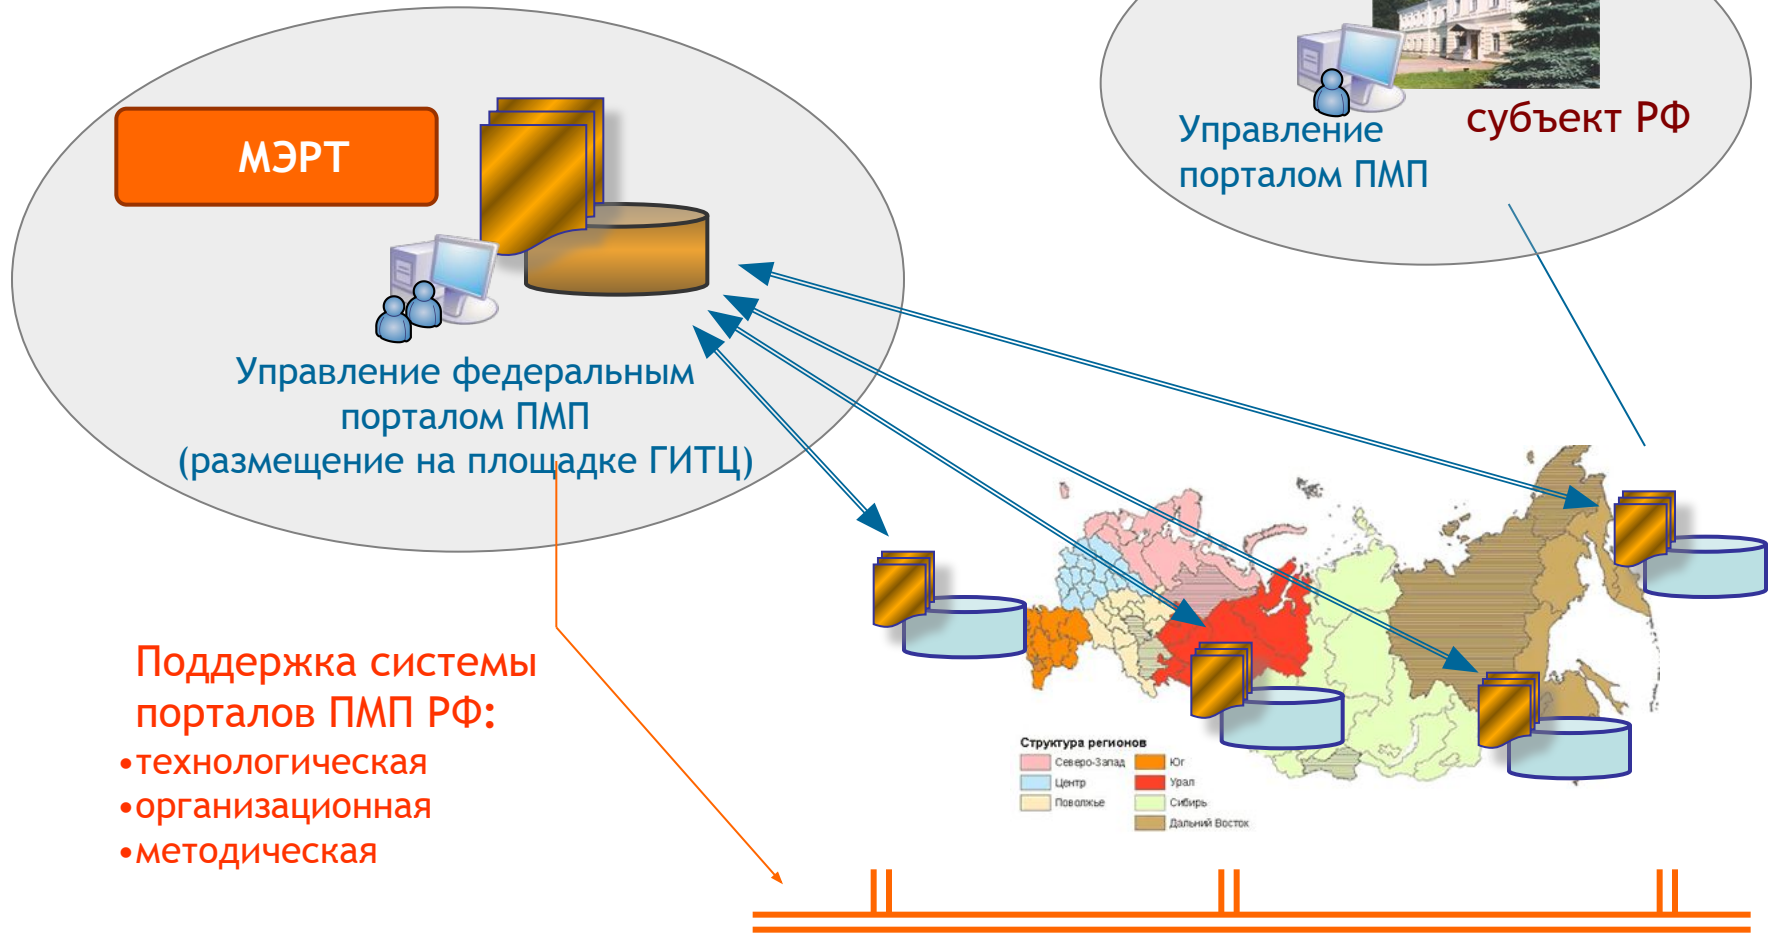 МЭРТ
Управление федеральным
порталом ПМП
(размещение на площадке ГИТЦ)
субъект РФ
Управление
порталом ПМП
Поддержка системы
порталов ПМП РФ:
•технологическая
•организационная
•методическая
Структура регионов
Северо-Запад
Центр
Поволжье
Юг
Урал
Сибирь
Дальний Восток